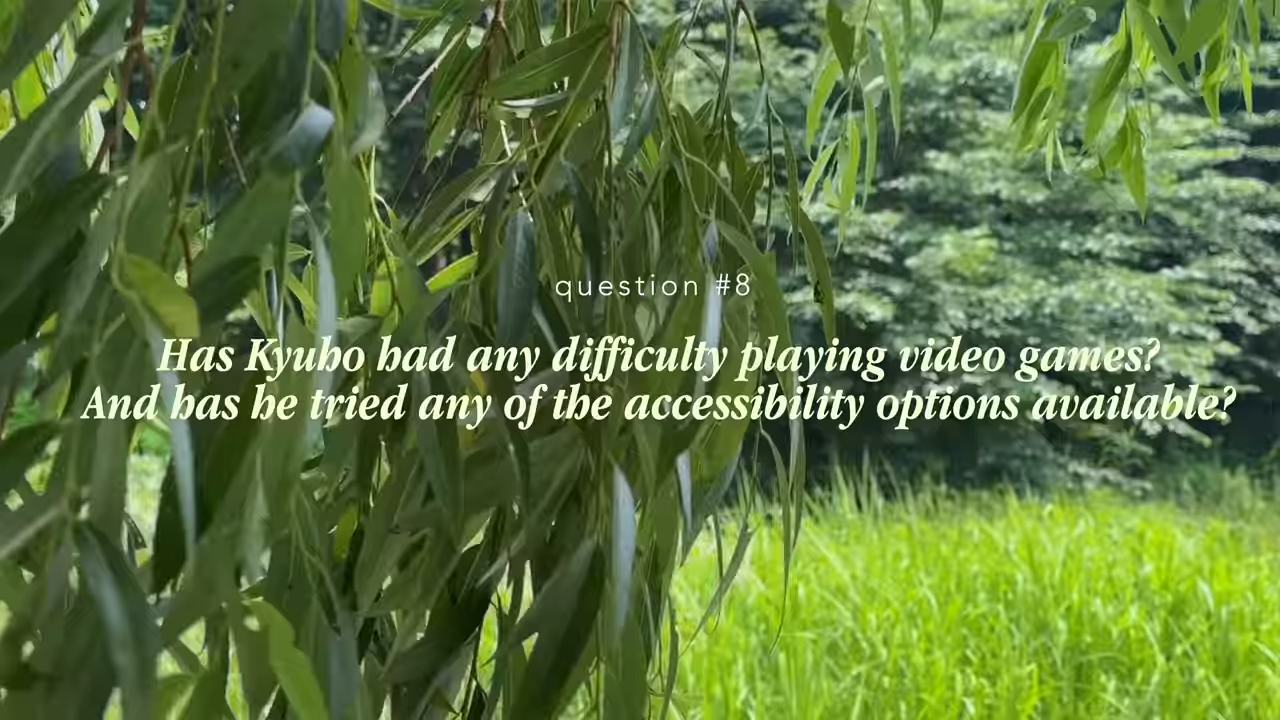 question #8
Has Kyubo had any difficulty playing video games?
And has he tried any of the accessibility options available?